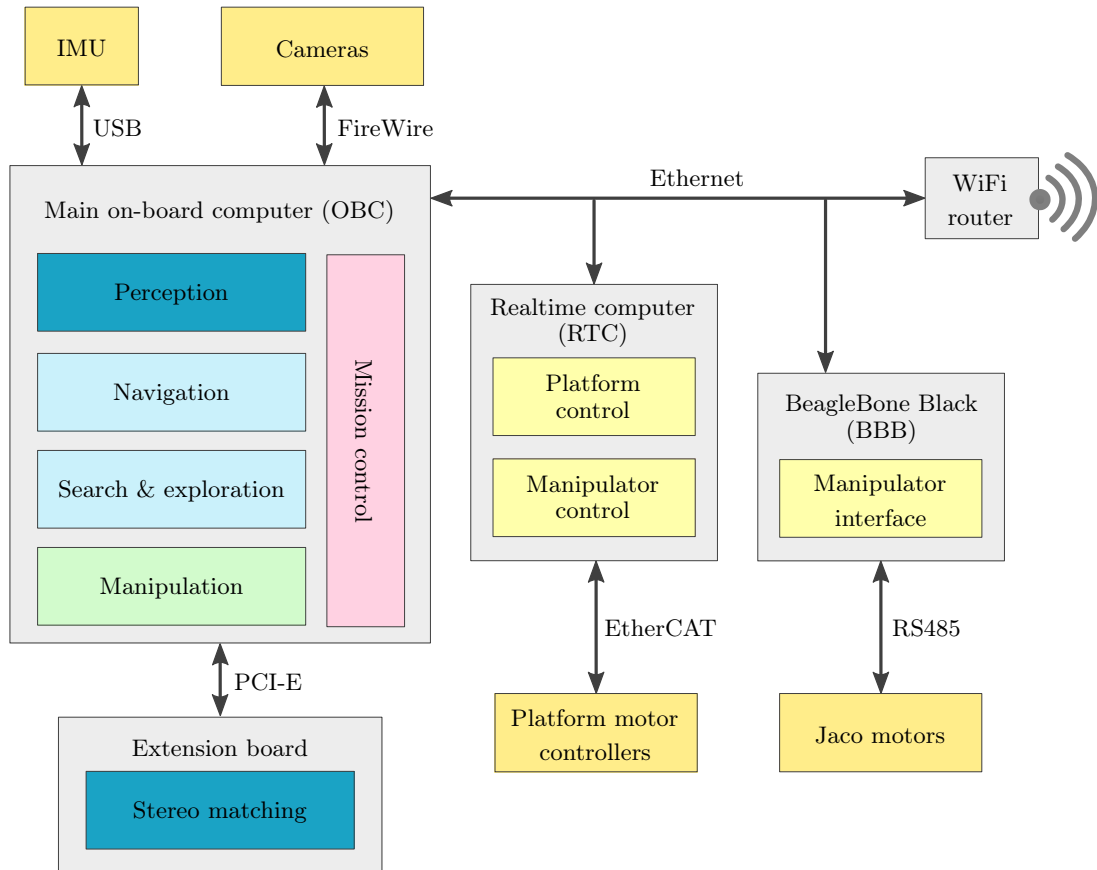 IMU
Cameras
USB
FireWire
Ethernet
WiFi
router
Main on-board computer (OBC)
Perception
Navigation
Search & exploration
Manipulation
Mission control
Realtime computer
(RTC)
Platform
control
Manipulator
control
BeagleBone Black
(BBB)
Manipulator
interface
EtherCAT
RS485
PCI-E
Platform motor
controllers
Jaco motors
Extension board
Stereo matching